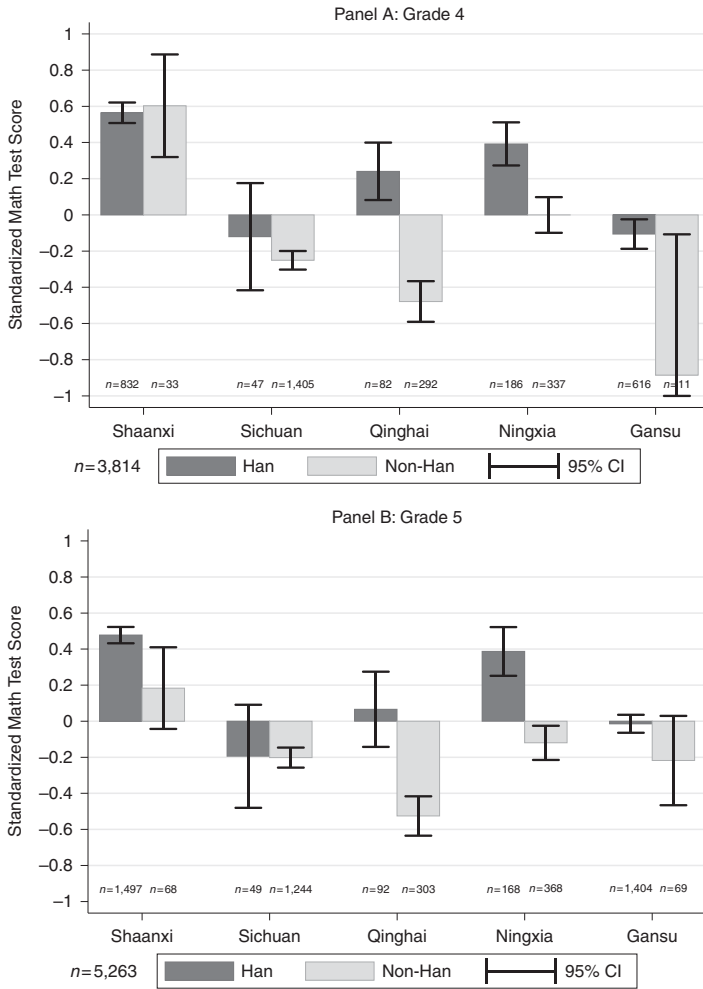 Panel A: Grade 4
Standardized Math Test Score
1
0.8
0.6
0.4
0.2
0
−0.2
−0.4
−0.6
−0.8
−1
n=832 n=33 n=47 n=1,405 n=82 n=292 n=186 n=337 n=616 n=11
Shaanxi Sichuan Qinghai Ningxia Gansu
n=3,814 Han Non-Han 95% CI
Panel B: Grade 5
Standardized Math Test Score
1
0.8
0.6
0.4
0.2
0
−0.2
−0.4
−0.6
−0.8
−1
n=1,497 n=68 n=49 n=1,244 n=92 n=303 n=168 n=368 n=1,404 n=69
Shaanxi Sichuan Qinghai Ningxia Gansu
n=5,263 Han Non-Han 95% CI